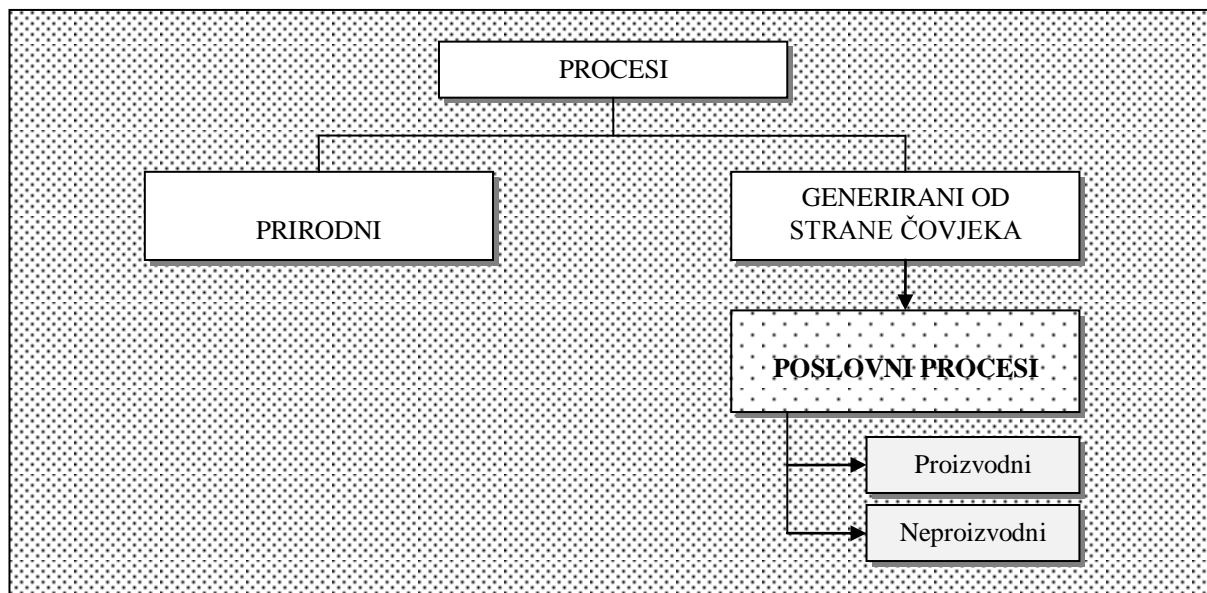 PROCESI
PRIRODNI
GENERIRANI OD
STRANE ČOVJEKA
POSLOVNI PROCESI
Proizvodni
Neproizvodni